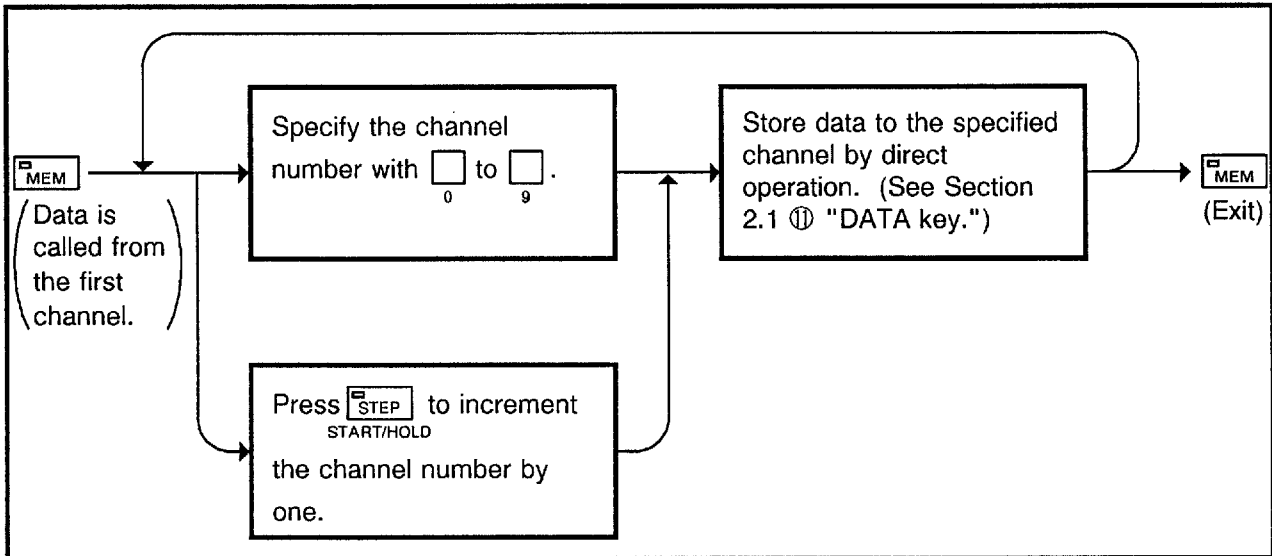 MEM
(Data is
called from
the first
channel.)
Specify the channel
number with □ to □.
0 9
Press STEP to increment
START/HOLD
the channel number by
one.
Store data to the specified
channel by direct
operation. (See Section
2.1 ⑪ "DATA key.")
MEM
(Exit)